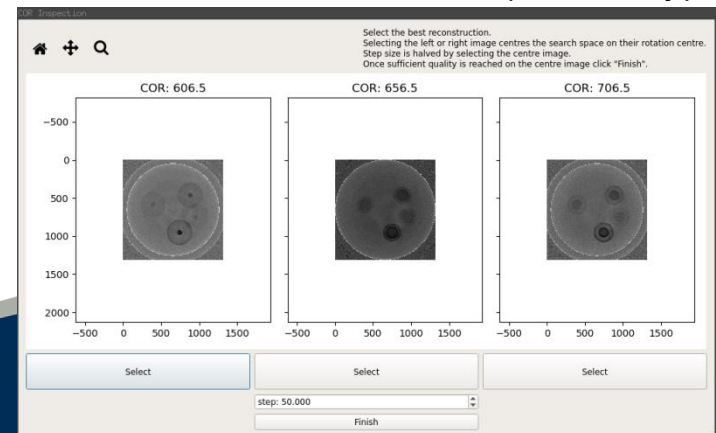 COR Inspection
Select the best reconstruction.
Selecting the left or right image centres the search space on their rotation centre.
Step size is halved by selecting the centre image.
Once sufficient quality is reached on the centre image click "Finish".
COR: 606.5 COR: 656.5 COR: 706.5
−500
0
500
1000
1500
2000
−500 0 500 1000 1500 −500 0 500 1000 1500 −500 0 500 1000 1500
Select Select Select
step: 50.000
Finish